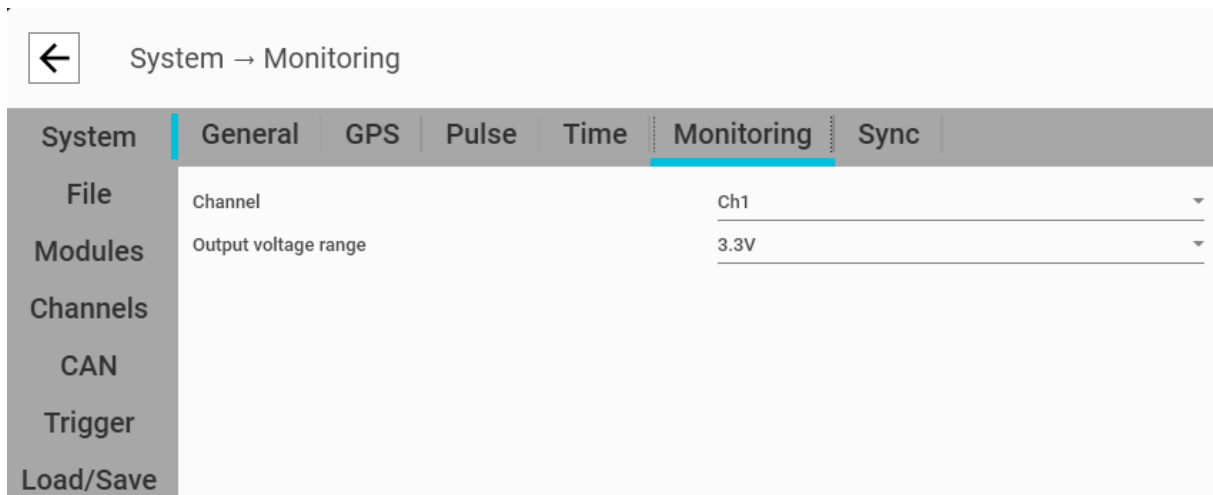 System → Monitoring
System
General GPS Pulse Time Monitoring Sync
File
Modules
Channels
CAN
Trigger
Load/Save
Channel Ch1
Output voltage range 3.3V